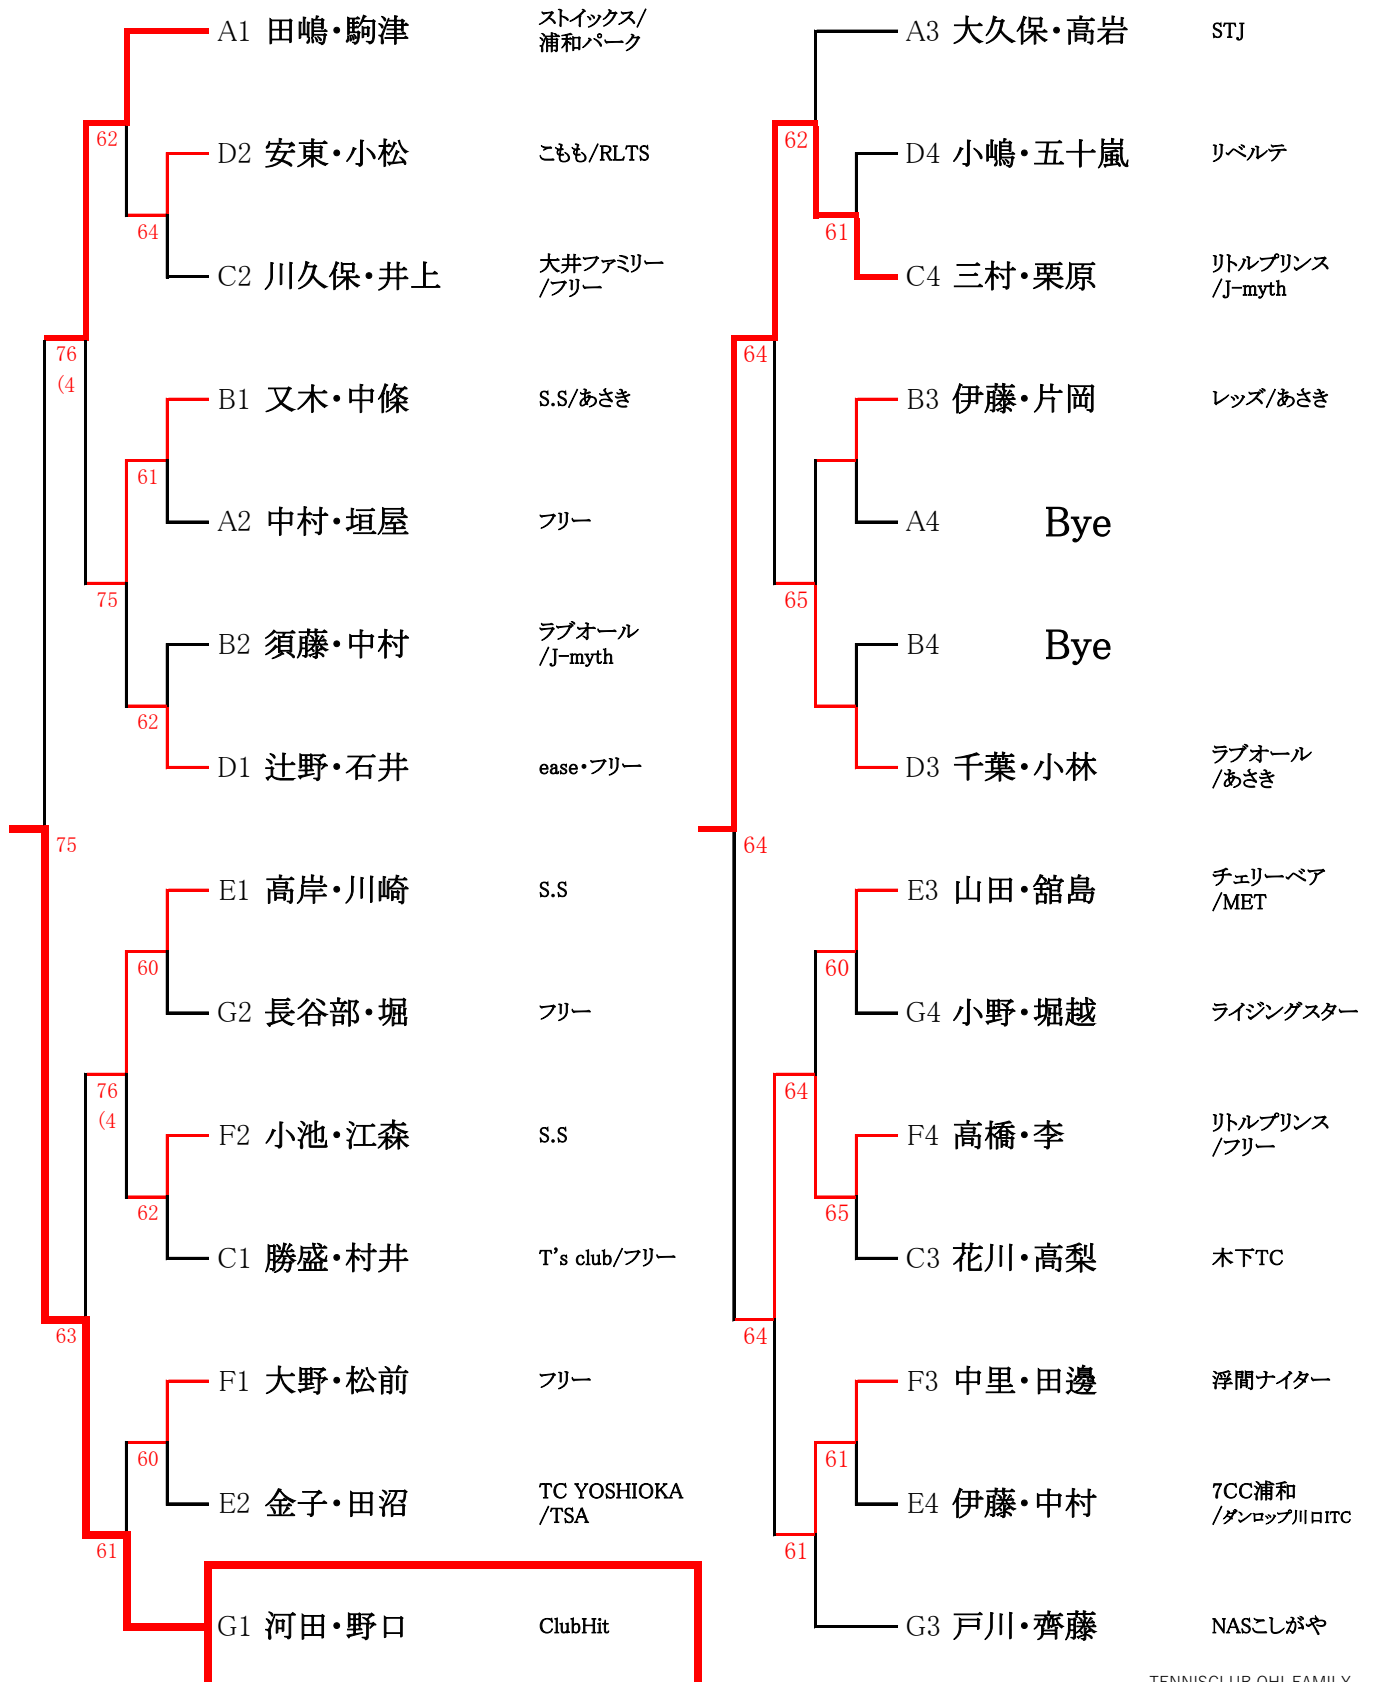 A1 田嶋・駒津 ストイックス/
浦和パーク
62
D2 安東・小松 こもも/RLTS
64
C2 川久保・井上 大井ファミリー
/フリー
76
(4
B1 又木・中條 S.S/あさき
61
A2 中村・垣屋 フリー
75
B2 須藤・中村 ラブオール
/J-myth
62
D1 辻野・石井 ease・フリー
75
E1 高岸・川崎 S.S
60
G2 長谷部・堀 フリー
76
(4
F2 小池・江森 S.S
62
C1 勝盛・村井 T's club/フリー
63
F1 大野・松前 フリー
60
E2 金子・田沼 TC YOSHIOKA
/TSA
61
G1 河田・野口 ClubHit
A3 大久保・高岩 STJ
62
D4 小嶋・五十嵐 リベルテ
61
C4 三村・栗原 リトルプリンス
/J-myth
64
B3 伊藤・片岡 レッズ/あさき
A4 Bye
65
B4 Bye
D3 千葉・小林 ラブオール
/あさき
64
E3 山田・舘島 チェリーベア
/MET
60
G4 小野・堀越 ライジングスター
64
F4 高橋・李 リトルプリンス
/フリー
65
C3 花川・高梨 木下TC
64
F3 中里・田邊 浮間ナイター
61
E4 伊藤・中村 7CC浦和
/ダンロップ川口ITC
61
G3 戸川・齊藤 NASこしがや
TENNISCLUB OHI FAMILY